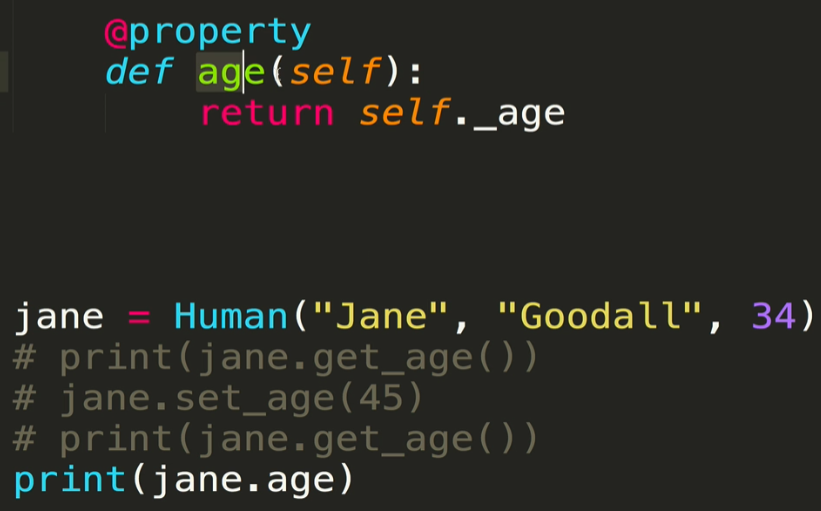 @property
def age(self):
return self._age
jane = Human("Jane", "Goodall", 34)
# print(jane.get_age())
# jane.set_age(45)
# print(jane.get_age())
print(jane.age)